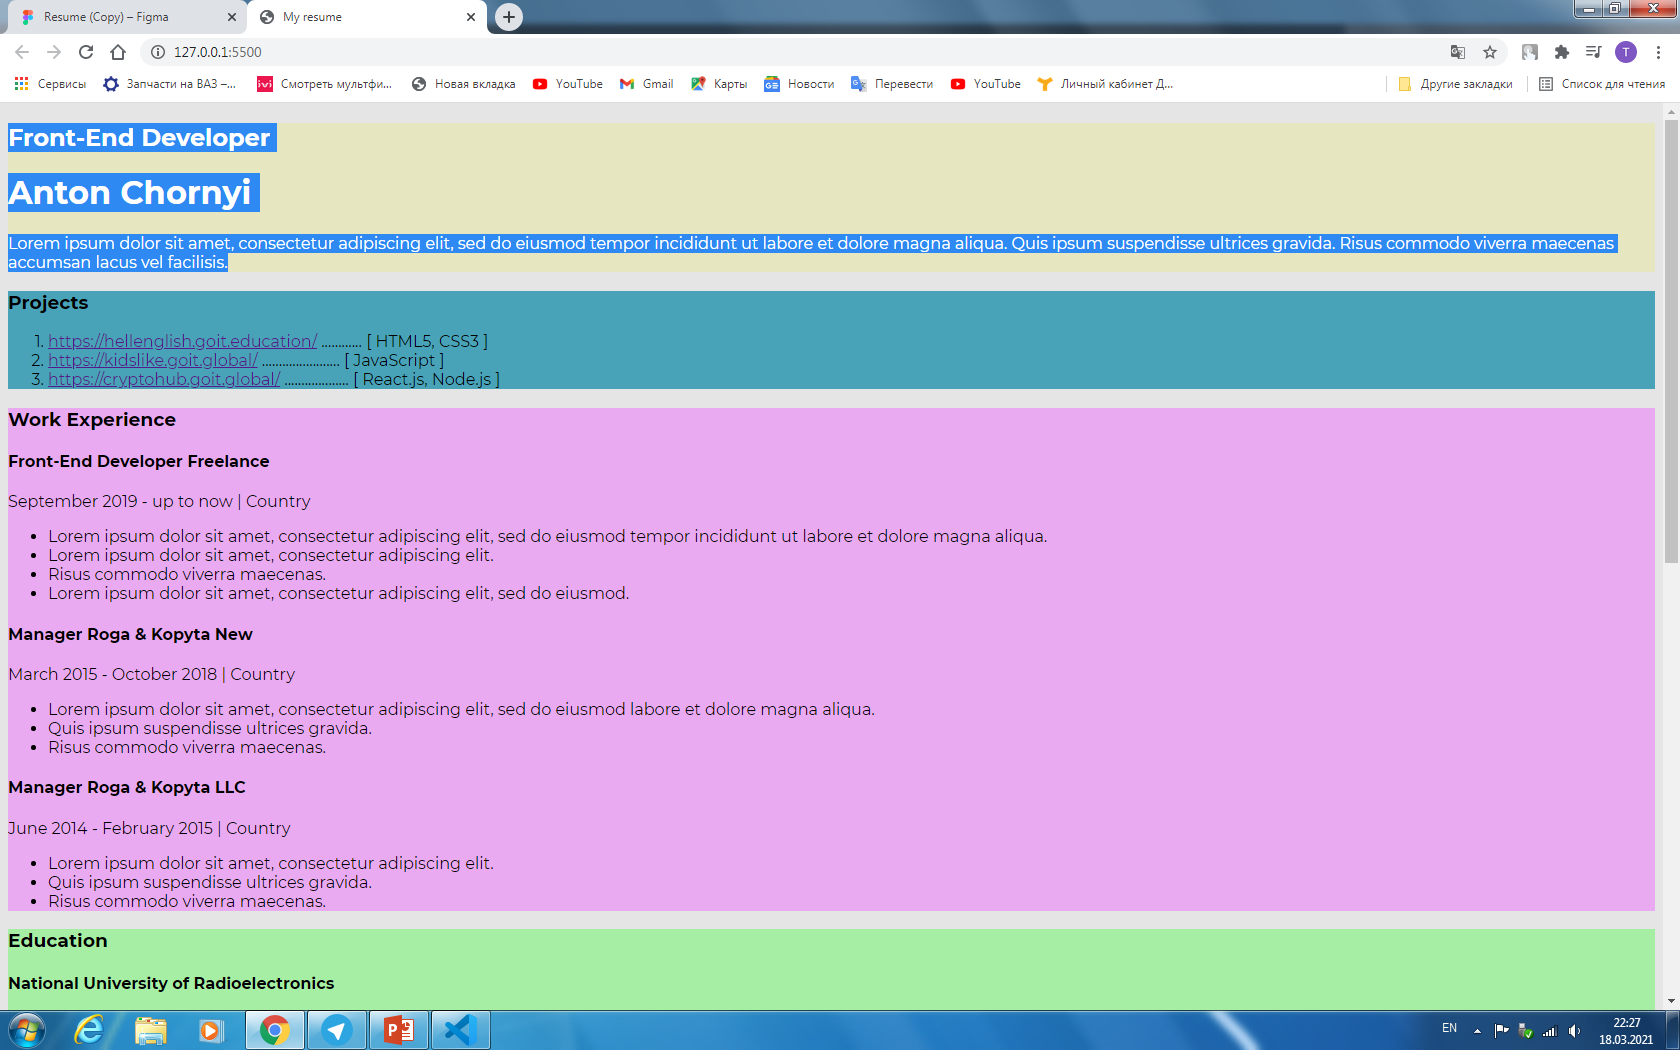 Resume (Copy) – Figma
My resume
127.0.0.1:5500
T
Сервисы
Запчасти на ВАЗ –...
ivi
Смотреть мультфи...
Новая вкладка
YouTube
Gmail
Карты
Новости
Перевести
YouTube
Личный кабинет Д...
Другие закладки
Список для чтения
Front-End Developer
Anton Chornyi
Lorem ipsum dolor sit amet, consectetur adipiscing elit, sed do eiusmod tempor incididunt ut labore et dolore magna aliqua. Quis ipsum suspendisse ultrices gravida. Risus commodo viverra maecenas
accumsan lacus vel facilisis.
Projects
1. https://hellenglish.goit.education/ ............ [ HTML5, CSS3 ]
2. https://kidslike.goit.global/ ....................... [ JavaScript ]
3. https://cryptohub.goit.global/ ................... [ React.js, Node.js ]
Work Experience
Front-End Developer Freelance
September 2019 - up to now | Country
• Lorem ipsum dolor sit amet, consectetur adipiscing elit, sed do eiusmod tempor incididunt ut labore et dolore magna aliqua.
• Lorem ipsum dolor sit amet, consectetur adipiscing elit.
• Risus commodo viverra maecenas.
• Lorem ipsum dolor sit amet, consectetur adipiscing elit, sed do eiusmod.
Manager Roga & Kopyta New
March 2015 - October 2018 | Country
• Lorem ipsum dolor sit amet, consectetur adipiscing elit, sed do eiusmod labore et dolore magna aliqua.
• Quis ipsum suspendisse ultrices gravida.
• Risus commodo viverra maecenas.
Manager Roga & Kopyta LLC
June 2014 - February 2015 | Country
• Lorem ipsum dolor sit amet, consectetur adipiscing elit.
• Quis ipsum suspendisse ultrices gravida.
• Risus commodo viverra maecenas.
Education
National University of Radioelectronics
EN
22:27
18.03.2021